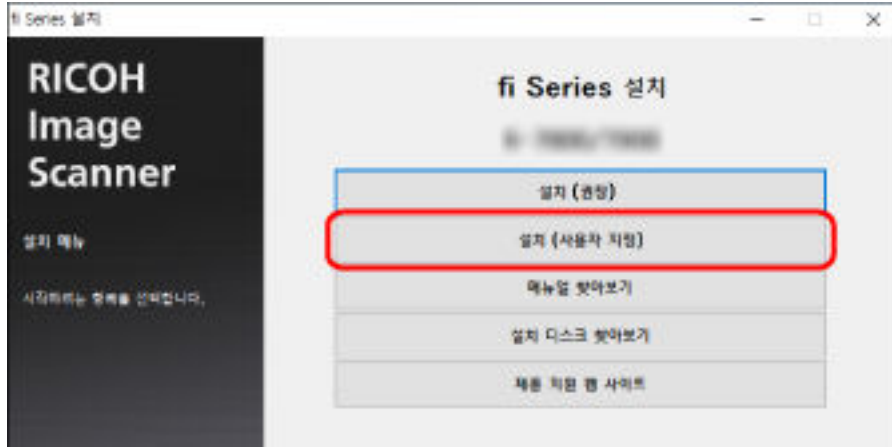 fi Series 설치
RICOH
Image
Scanner
설치 메뉴
시작하려는 항목을 선택합니다.
fi Series 설치
설치 (권장)
설치 (사용자 지정)
매뉴얼 찾아보기
설치 디스크 찾아보기
제품 지원 웹 사이트